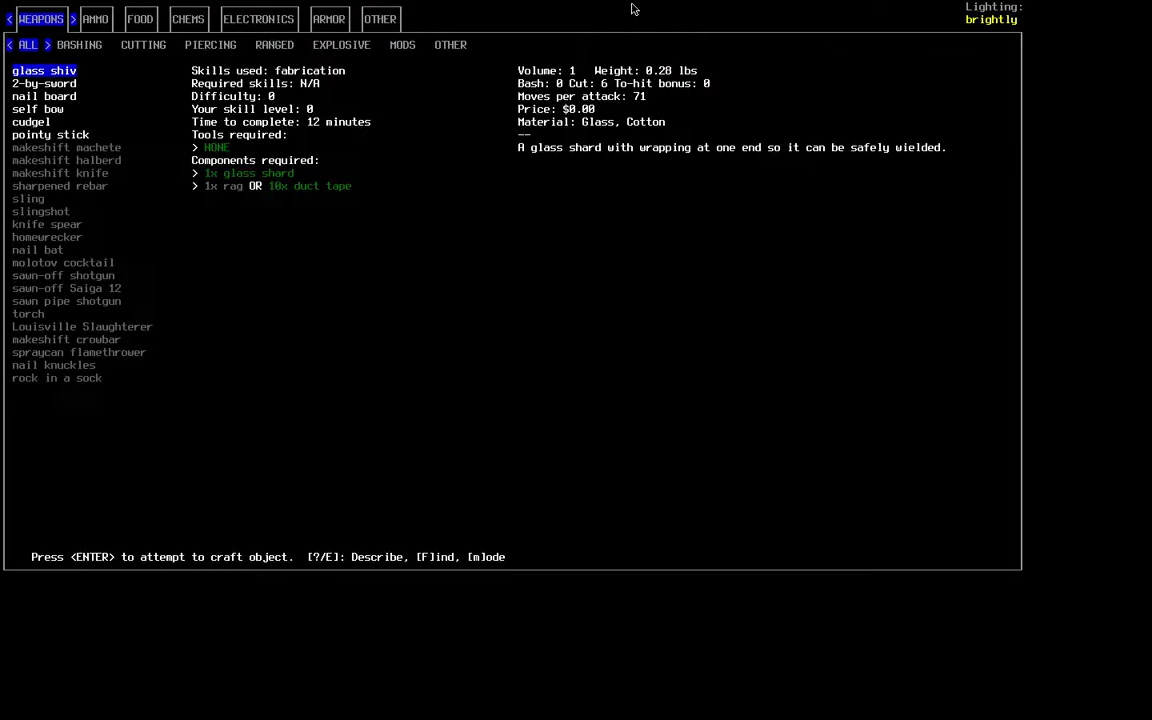 Lighting:
brightly
< WEAPONS > AMMO FOOD CHEMS ELECTRONICS ARMOR OTHER
< ALL > BASHING CUTTING PIERCING RANGED EXPLOSIVE MODS OTHER
glass shiv Skills used: fabrication Volume: 1 Weight: 0.28 lbs
2-by-sword Required skills: N/A Bash: 0 Cut: 6 To-hit bonus: 0
nail board Difficulty: 0 Moves per attack: 71
self bow Your skill level: 0 Price: $0.00
cudgel Time to complete: 12 minutes Material: Glass, Cotton
pointy stick Tools required: --
makeshift machete > NONE A glass shard with wrapping at one end so it can be safely wielded.
makeshift halberd Components required:
makeshift knife > 1x glass shard
sharpened rebar > 1x rag OR 10x duct tape
sling
slingshot
knife spear
homewrecker
nail bat
molotov cocktail
sawn-off shotgun
sawn-off Saiga 12
sawn pipe shotgun
torch
Louisville Slaughterer
makeshift crowbar
spraycan flamethrower
nail knuckles
rock in a sock
Press <ENTER> to attempt to craft object. [?/E]: Describe, [F]ind, [m]ode